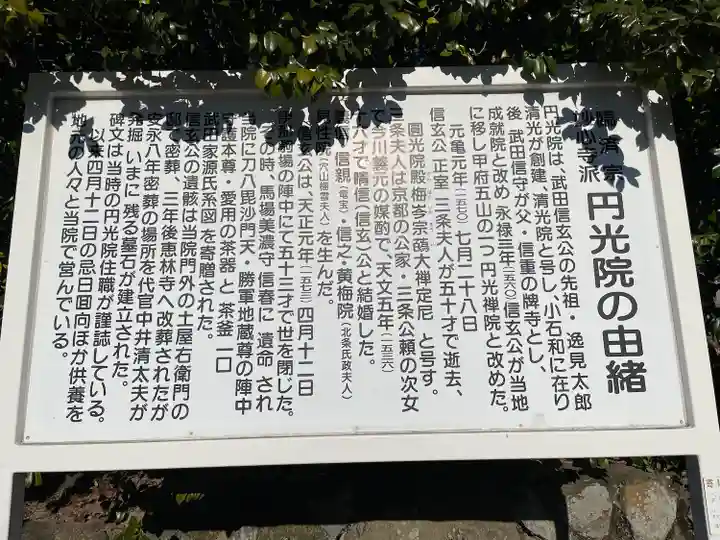 臨済宗
妙心寺派
円光院の由緒
円光院は、武田信玄公の先祖・逸見太郎
清光が創建、清光院と号し、小石和に在り
後 武田信守が父・信重の牌寺とし、
成就院と改め 永禄三年(一五六〇)信玄公が当地
に移し甲府五山の一つ 円光禅院と改めた。
元亀元年(一五七〇)七月二十八日
信玄公 正室 三条夫人が五十才で逝去、
圓光院殿梅岑宗葩大禅定尼 と号す。
三条夫人は京都の公家・三条公頼の次女
で今川義元の媒酌で、天文五年(一五三六)
十六才で晴信(信玄)公と結婚した。
義信、信親(竜宝)信之・黄梅院(北条氏政夫人)
見性院(穴山梅雪夫人)を生んだ。
信玄公は、天正元年(一五七三)四月十二日
駒場の陣中にて五十三才で世を閉じた。
その時、馬場美濃守 信春に 遺命 され
当院に刀八毘沙門天・勝軍地蔵尊の陣中
守護本尊・愛用の茶器 と 茶釜 一口
武田家源氏系図 を寄贈された。
信玄公の遺骸は当院門外の土屋右衛門の
邸で密葬、三年後恵林寺へ改葬されたが
安永八年密葬の場所を代官中井清太夫が
発掘 いまに 残る墓石が建立された。
碑文は当時の円光院住職が謹誌している。
以来四月十二日の忌日回向ほか供養を
地元の人々と当院で営んでいる。